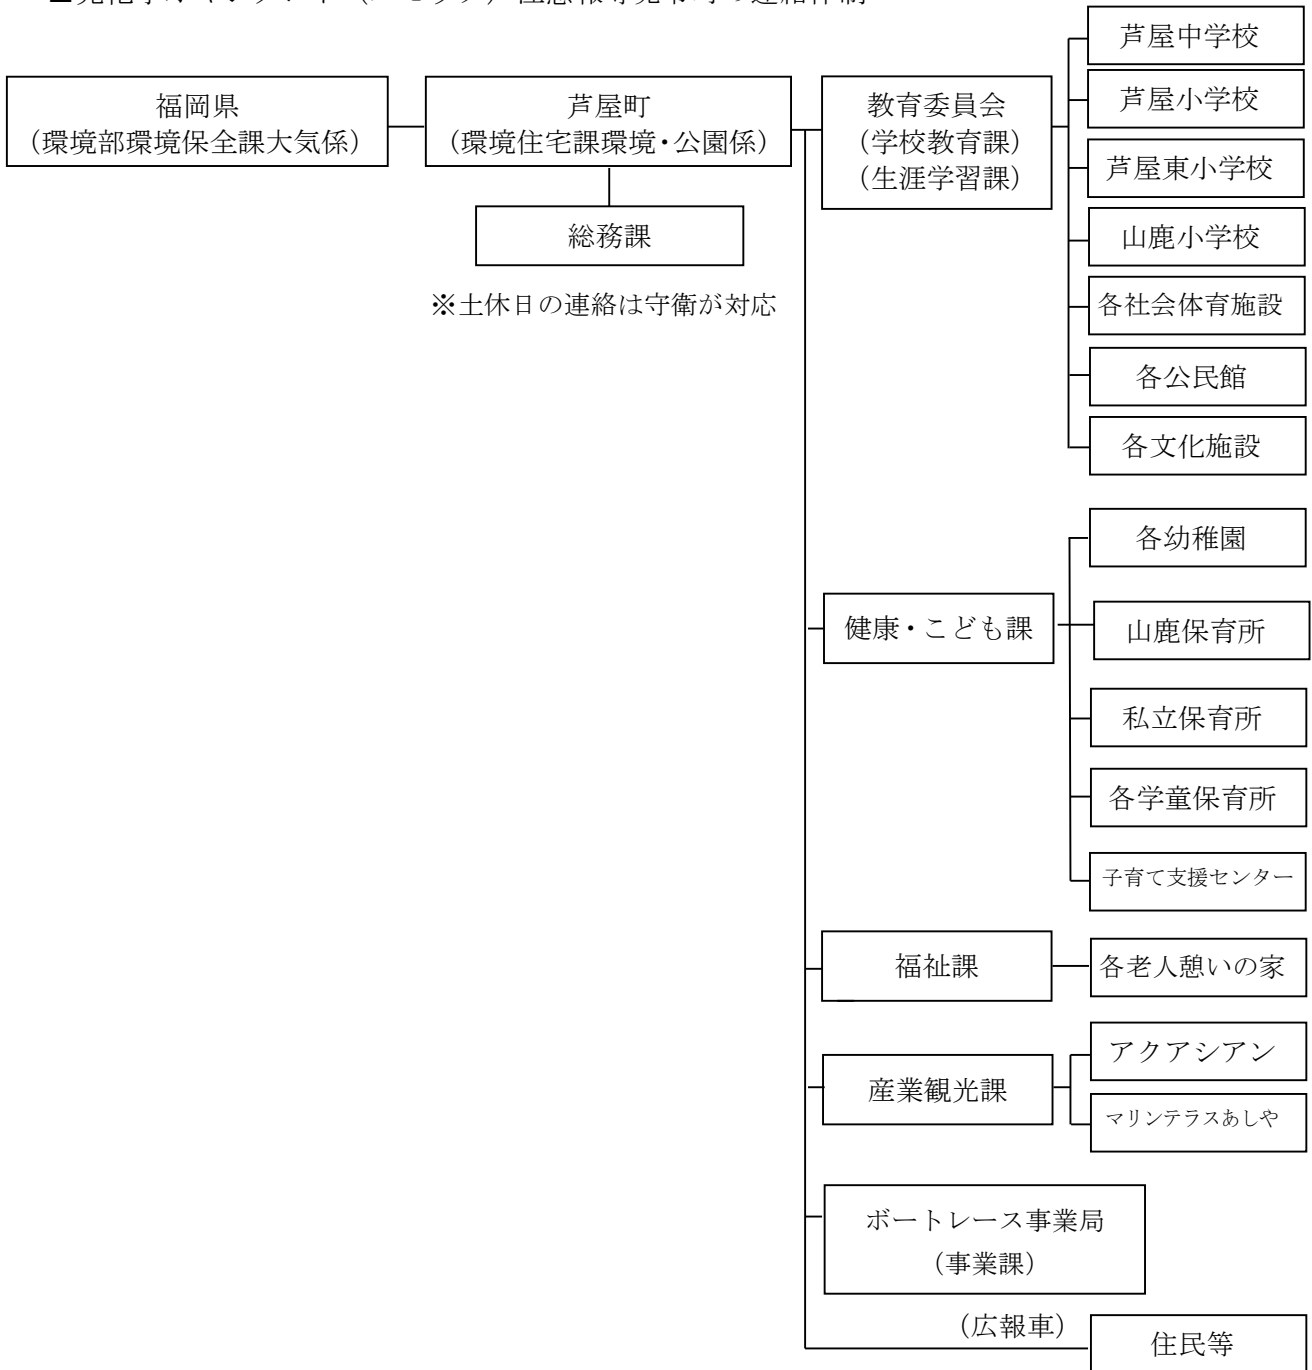 芦屋中学校
福岡県
(環境部環境保全課大気係)
芦屋町
(環境住宅課環境・公園係)
教育委員会
(学校教育課)
(生涯学習課)
芦屋小学校
芦屋東小学校
総務課
山鹿小学校
※土休日の連絡は守衛が対応
各社会体育施設
各公民館
各文化施設
各幼稚園
健康・こども課
山鹿保育所
私立保育所
各学童保育所
子育て支援センター
福祉課
各老人憩いの家
アクアシアン
産業観光課
マリンテラスあしや
ボートレース事業局
(事業課)
(広報車)
住民等